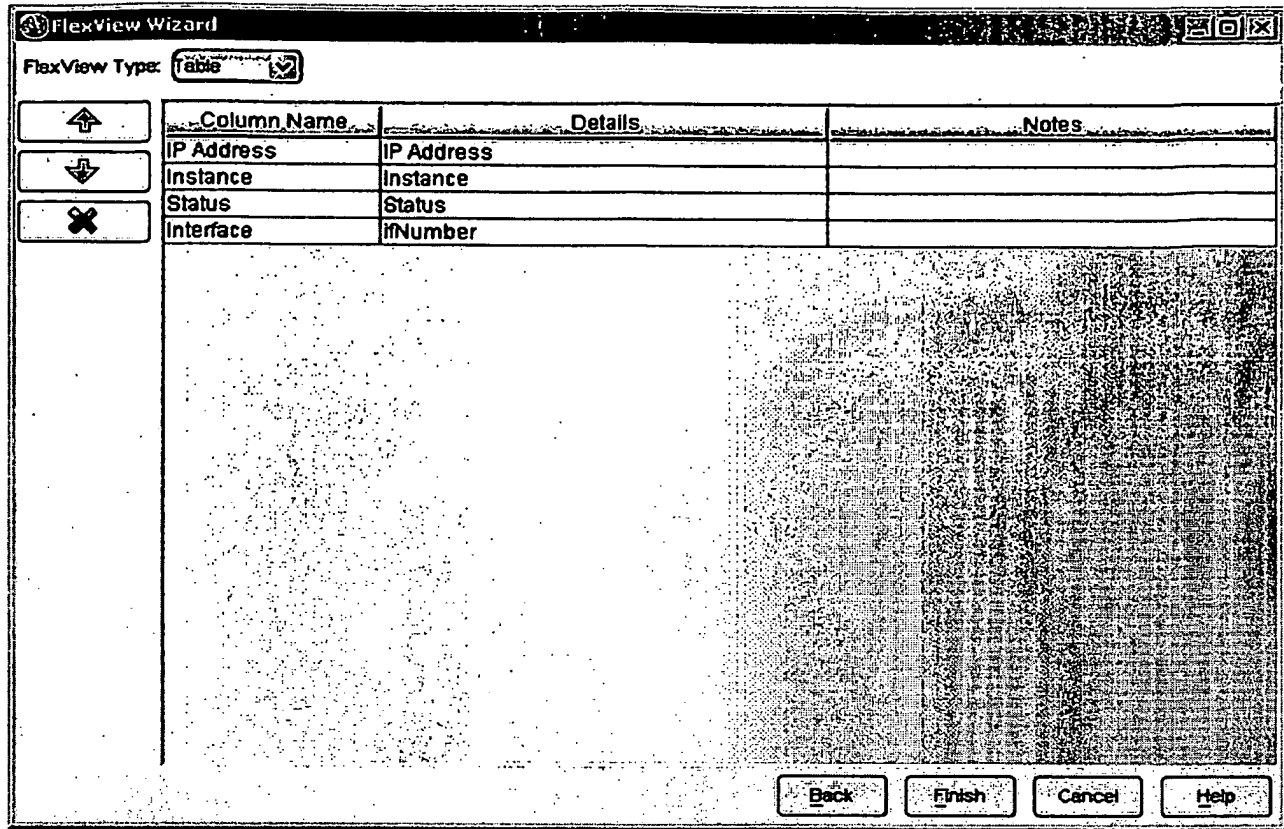 FlexView Wizard
FlexView Type: Table
Column Name Details Notes
IP Address IP Address
Instance Instance
Status Status
Interface ifNumber
Back Finish Cancel Help